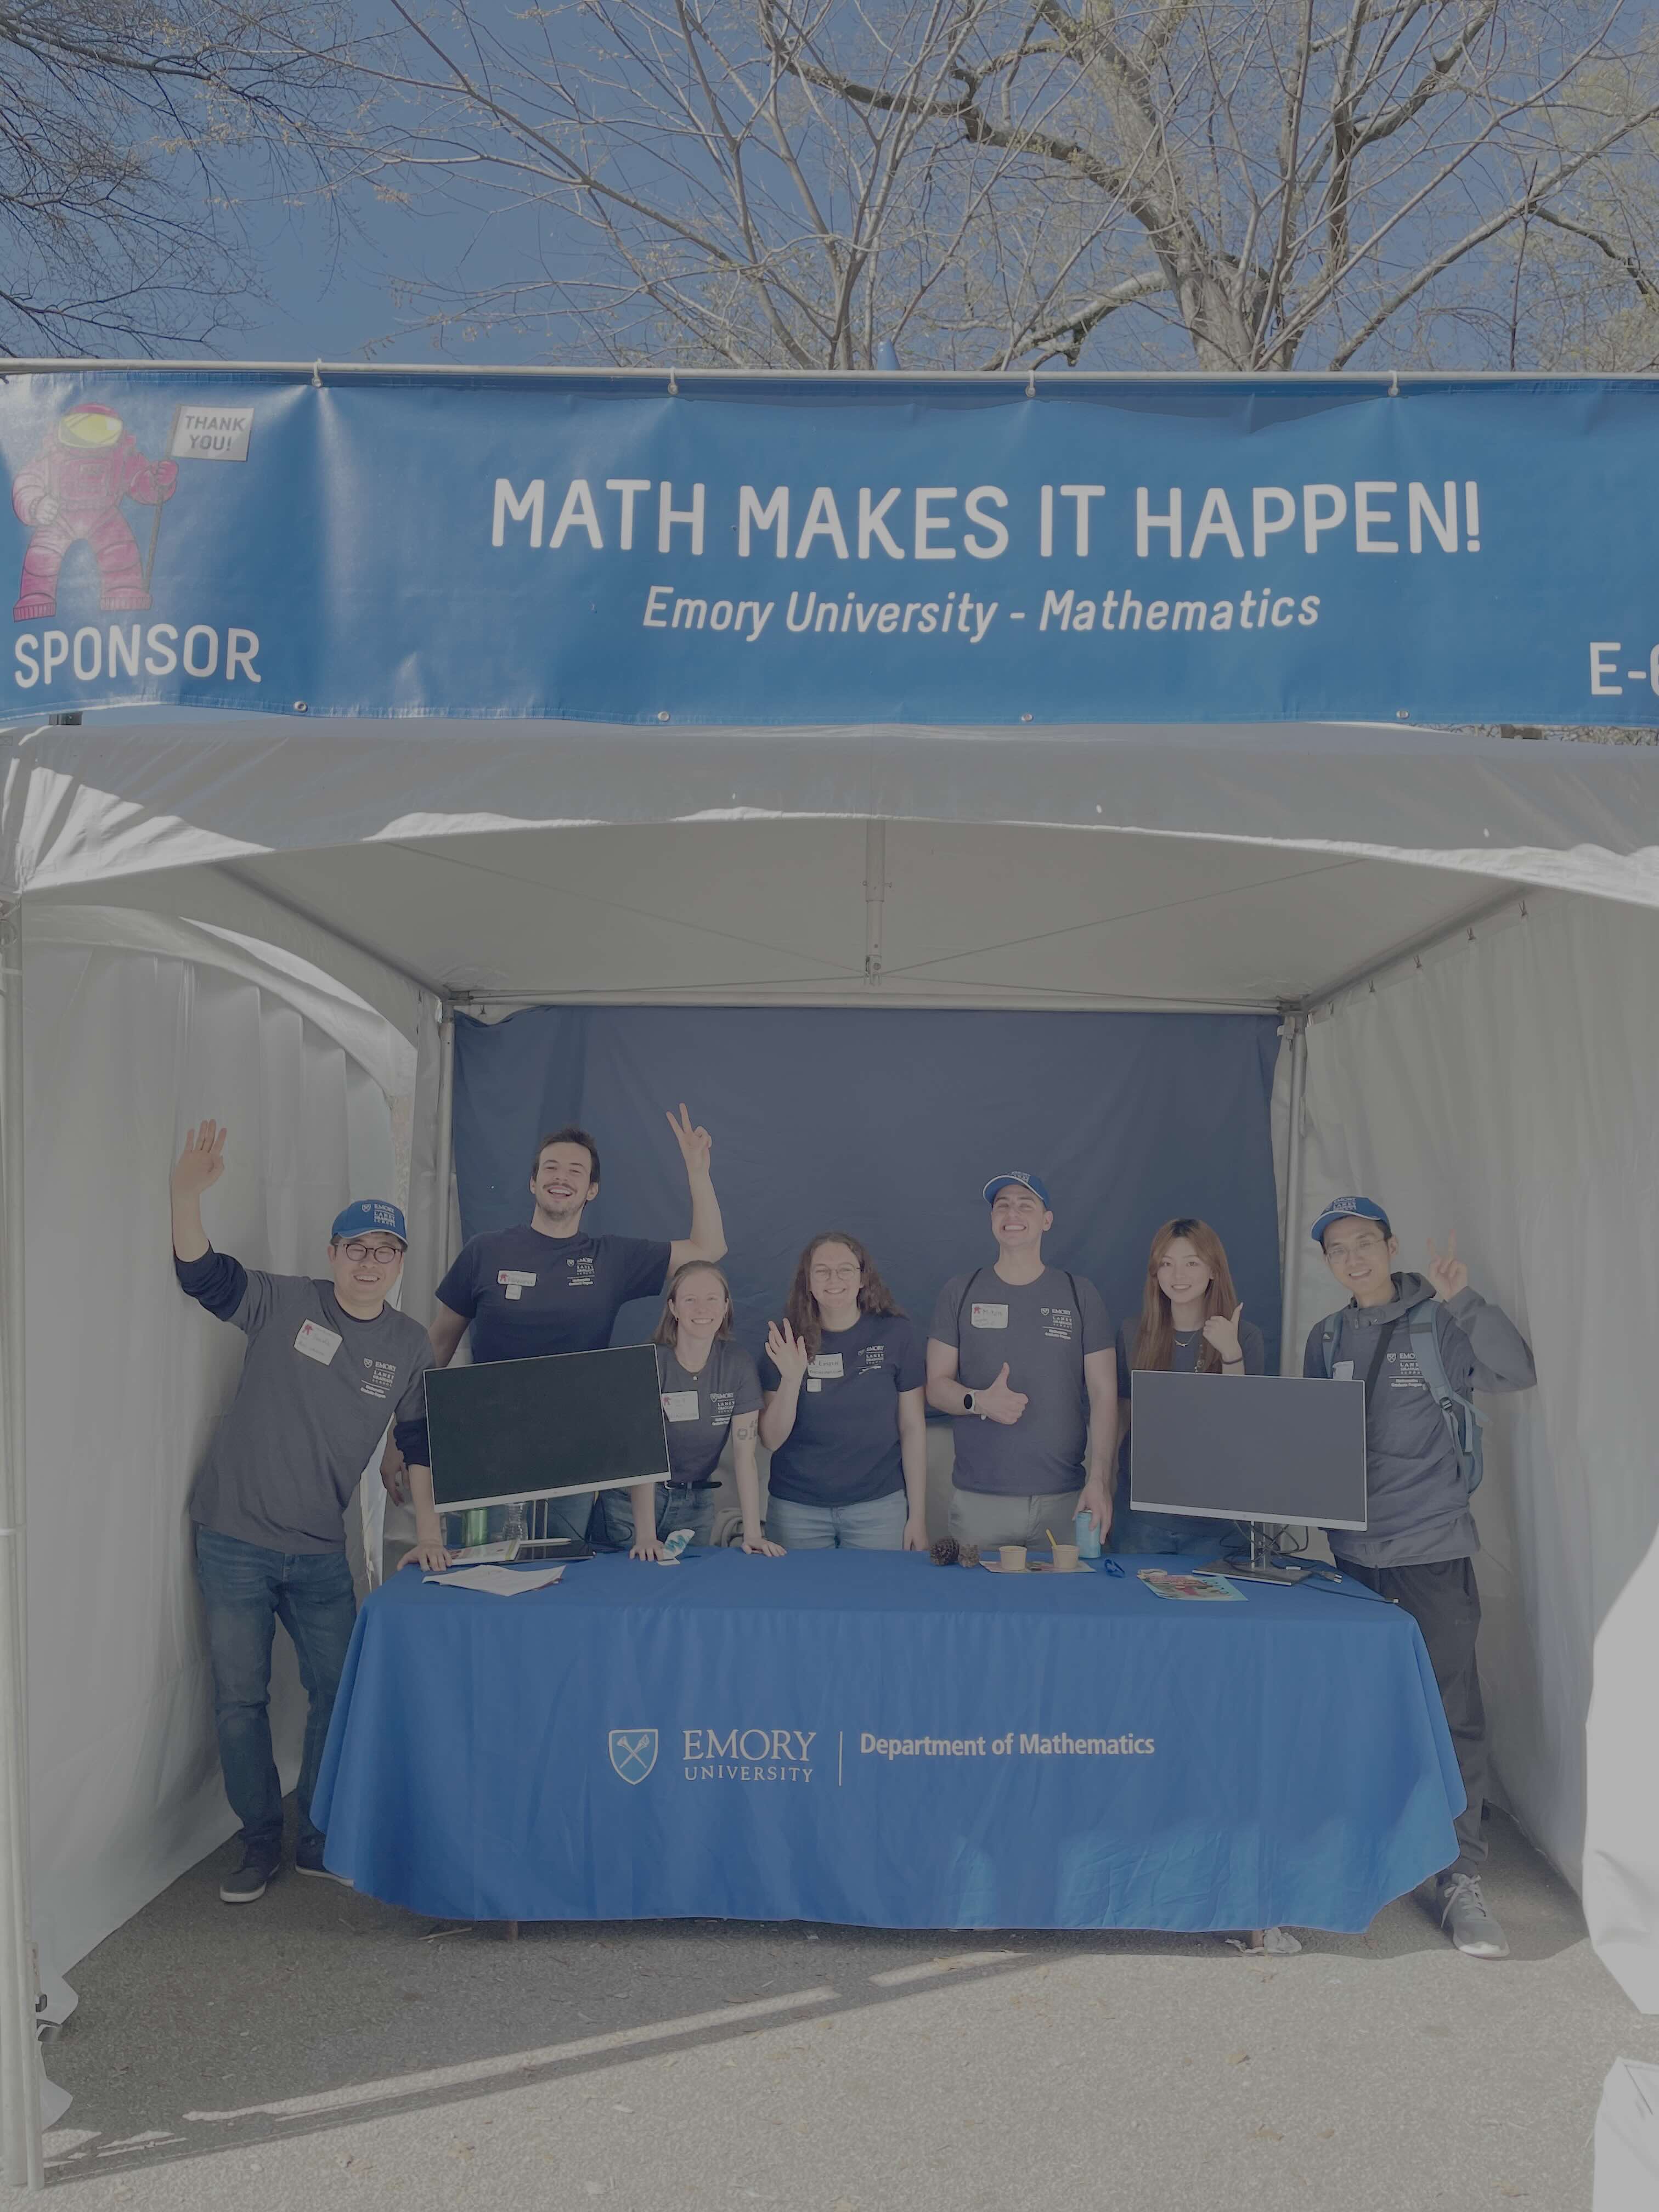 THANK
YOU!
SPONSOR
MATH MAKES IT HAPPEN!
Emory University - Mathematics
EMORY
UNIVERSITY
Department of Mathematics